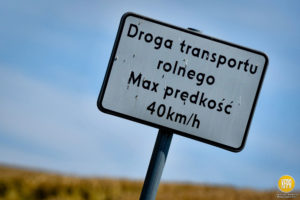 Droga transportu
rolnego
Max prędkość
40km/h